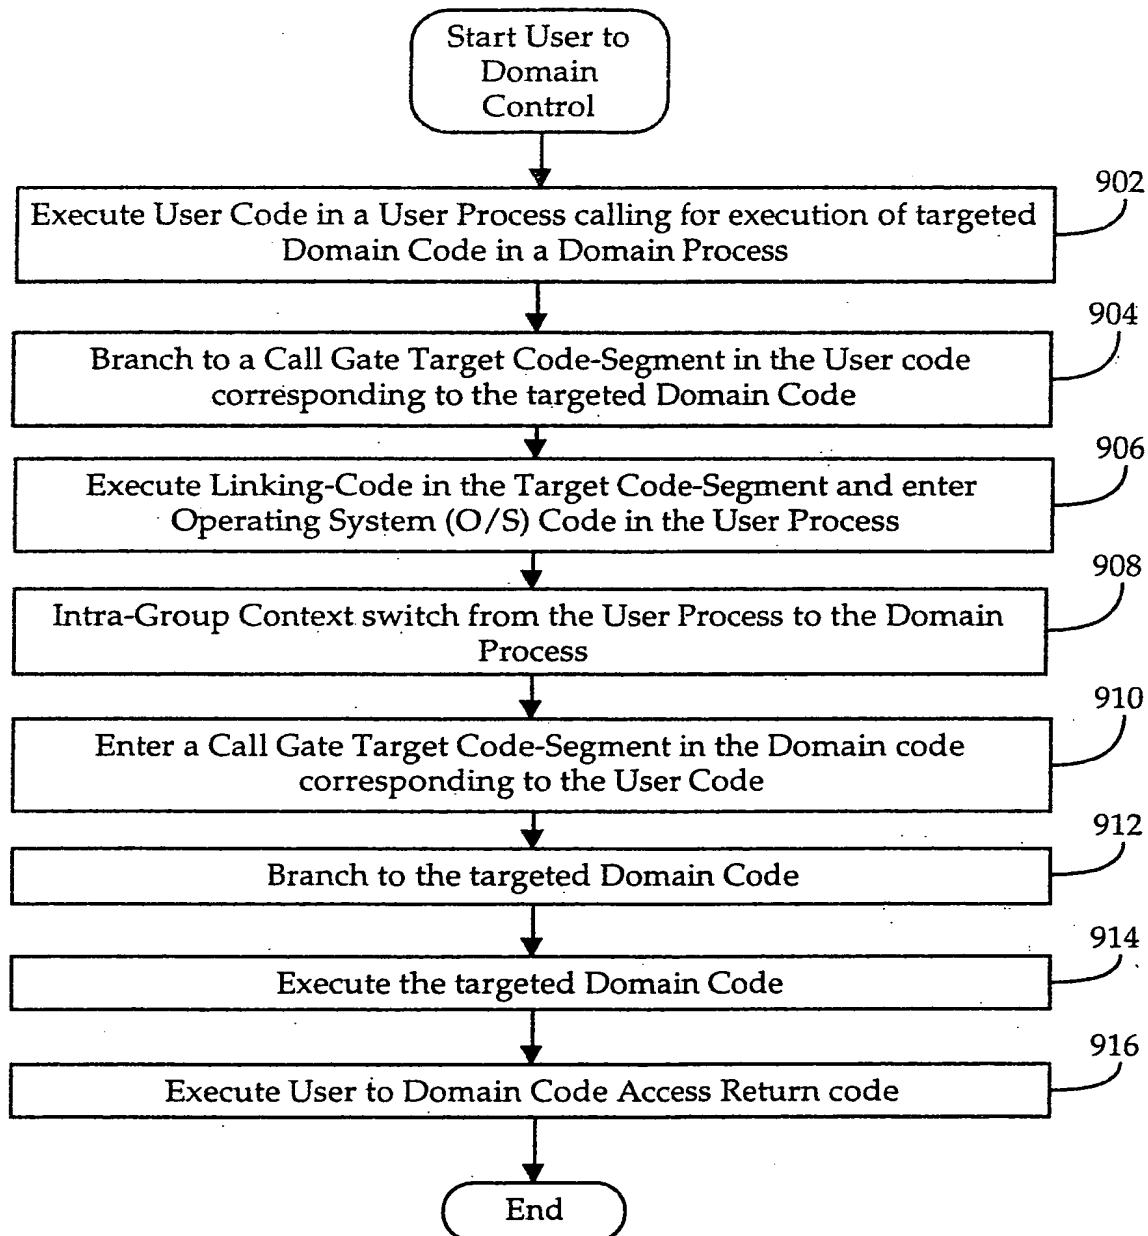 Start User to
Domain
Control
902
Execute User Code in a User Process calling for execution of targeted
Domain Code in a Domain Process
904
Branch to a Call Gate Target Code-Segment in the User code
corresponding to the targeted Domain Code
906
Execute Linking-Code in the Target Code-Segment and enter
Operating System (O/S) Code in the User Process
908
Intra-Group Context switch from the User Process to the Domain
Process
910
Enter a Call Gate Target Code-Segment in the Domain code
corresponding to the User Code
912
Branch to the targeted Domain Code
914
Execute the targeted Domain Code
916
Execute User to Domain Code Access Return code
End